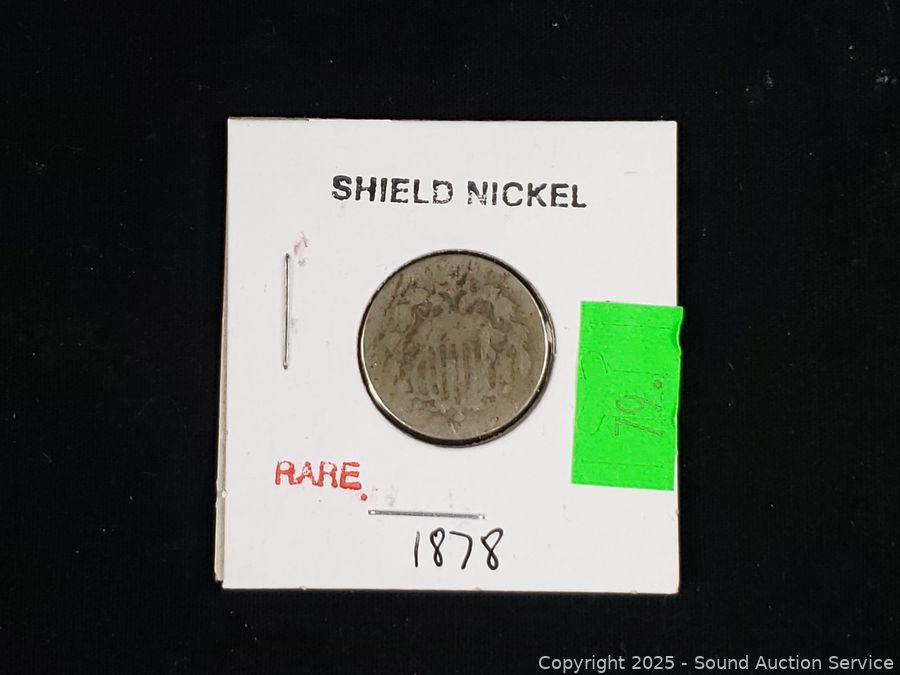 SHIELD NICKEL
79.
RARE.
1878
Copyright © 2025 - Sound Auction Service